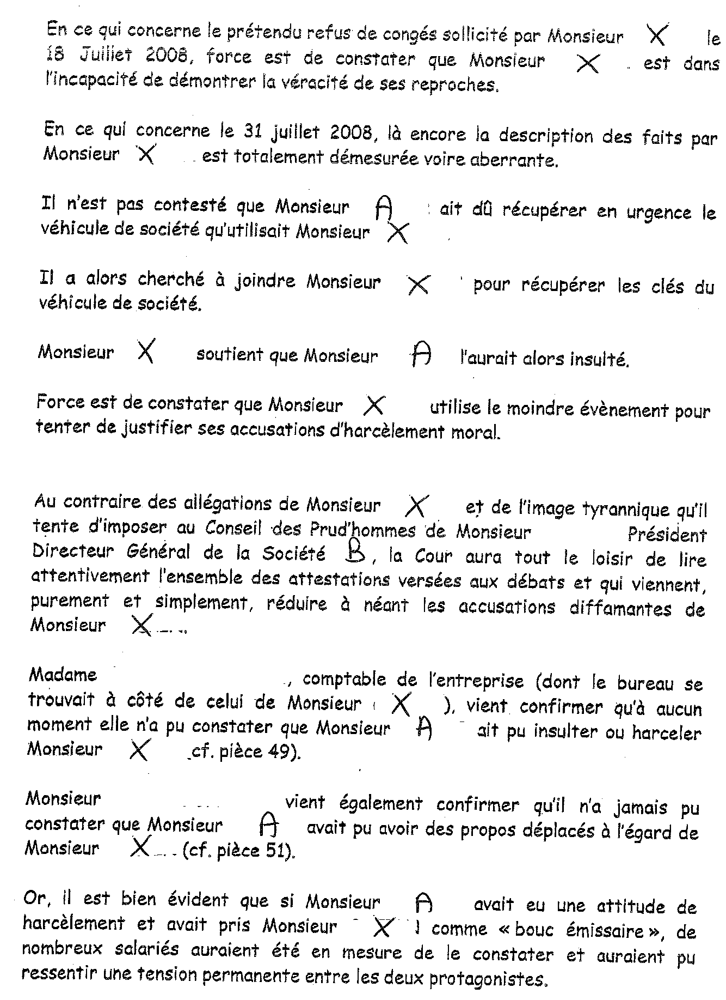 En ce qui concerne le prétendu refus de congés sollicité par Monsieur X le
18 Juillet 2008, force est de constater que Monsieur X est dans
l'incapacité de démontrer la véracité de ses reproches.
En ce qui concerne le 31 juillet 2008, là encore la description des faits par
Monsieur X est totalement démesurée voire aberrante.
Il n'est pas contesté que Monsieur A ait dû récupérer en urgence le
véhicule de société qu'utilisait Monsieur X
Il a alors cherché à joindre Monsieur X pour récupérer les clés du
véhicule de société.
Monsieur X soutient que Monsieur A l'aurait alors insulté.
Force est de constater que Monsieur X utilise le moindre évènement pour
tenter de justifier ses accusations d'harcèlement moral.
Au contraire des allégations de Monsieur X et de l'image tyrannique qu'il
tente d'imposer au Conseil des Prud'hommes de Monsieur Président
Directeur Général de la Société B, la Cour aura tout le loisir de lire
attentivement l'ensemble des attestations versées aux débats et qui viennent,
purement et simplement, réduire à néant les accusations diffamantes de
Monsieur X
Madame , comptable de l'entreprise (dont le bureau se
trouvait à côté de celui de Monsieur X ), vient confirmer qu'à aucun
moment elle n'a pu constater que Monsieur A ait pu insulter ou harceler
Monsieur X cf. pièce 49).
Monsieur vient également confirmer qu'il n'a jamais pu
constater que Monsieur A avait pu avoir des propos déplacés à l'égard de
Monsieur X (cf. pièce 51).
Or, il est bien évident que si Monsieur A avait eu une attitude de
harcèlement et avait pris Monsieur X comme « bouc émissaire », de
nombreux salariés auraient été en mesure de le constater et auraient pu
ressentir une tension permanente entre les deux protagonistes.